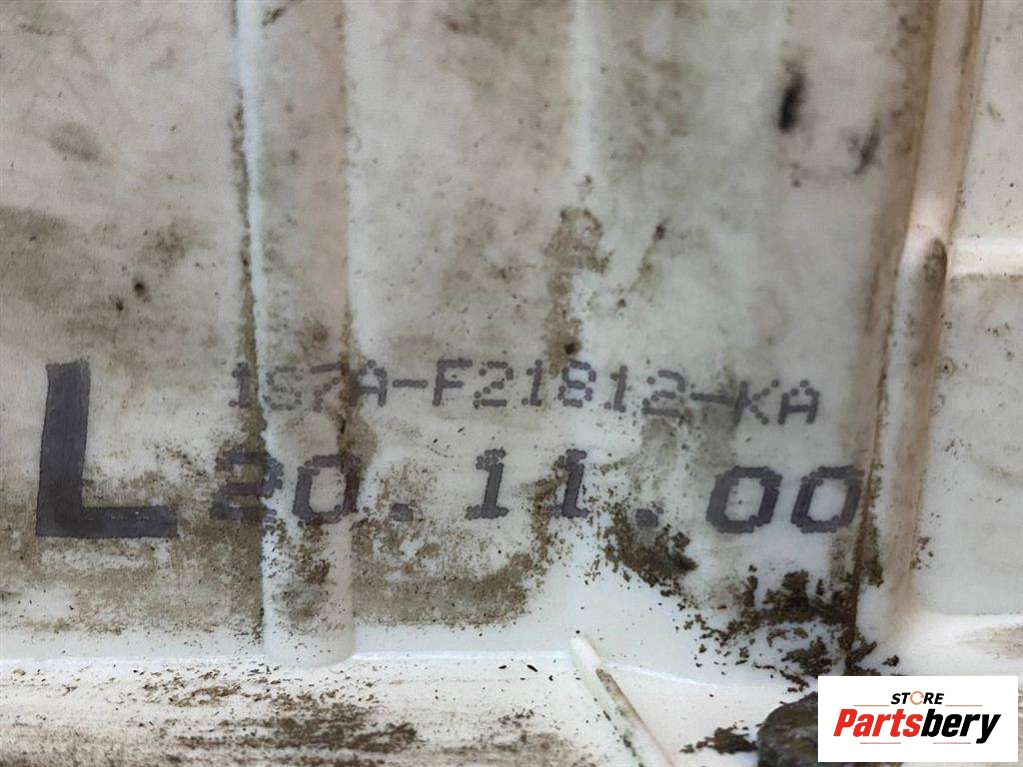 1S7A-F21812-KA
L 20.11.00
STORE
Partsbery